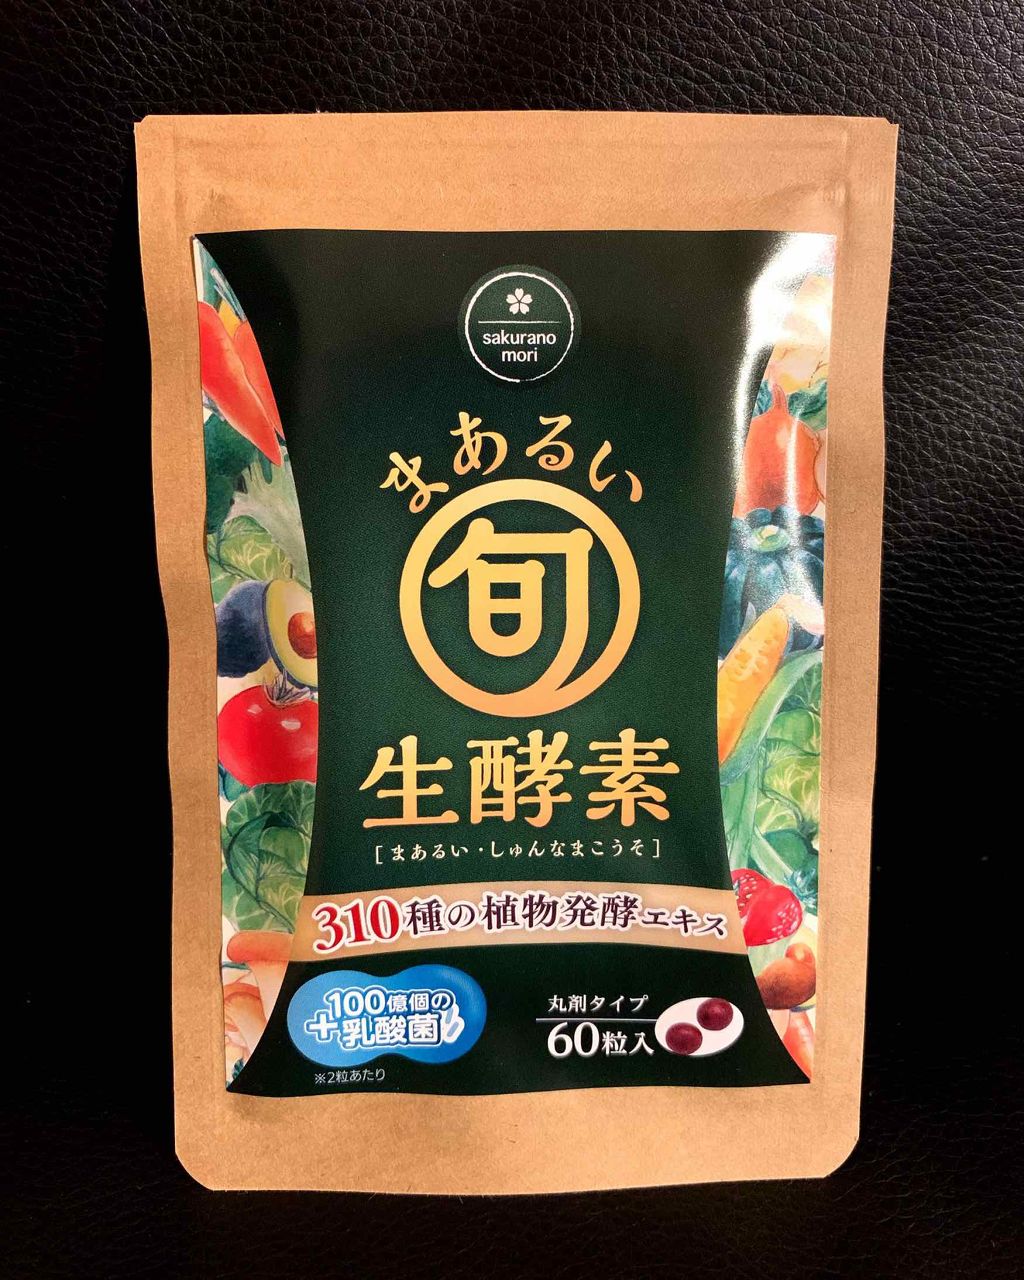 sakurano
mori
まあるい
旬
生酵素
[まあるい・しゅんなまこうそ]
310種の植物発酵エキス
100億個の
+乳酸菌
※2粒あたり
丸剤タイプ
60粒入